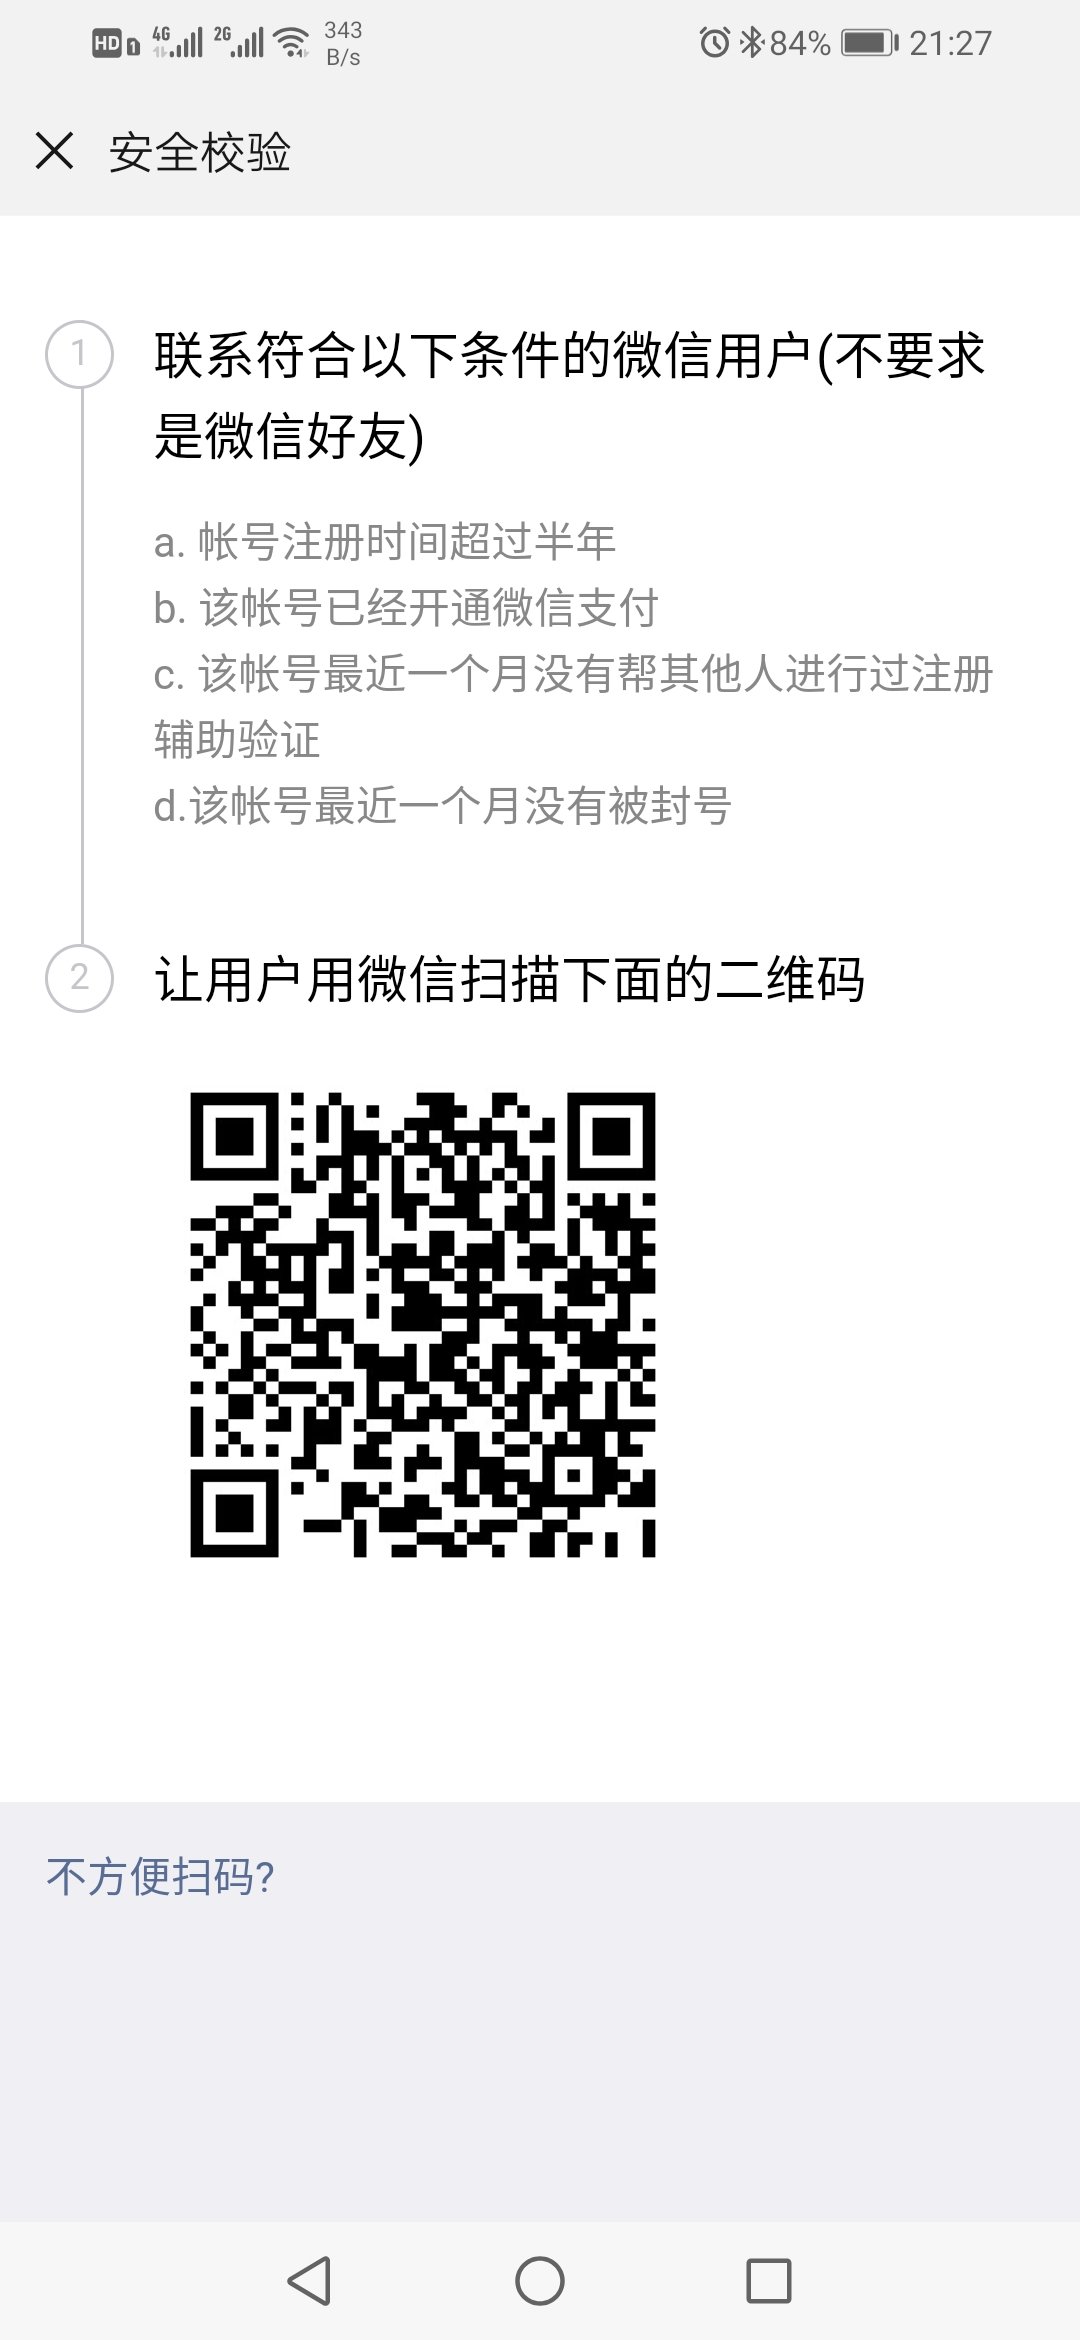 HD 1 4G 2G 343 B/s 84% 21:27
安全校验
1 联系符合以下条件的微信用户(不要求
是微信好友)
a. 帐号注册时间超过半年
b. 该帐号已经开通微信支付
c. 该帐号最近一个月没有帮其他人进行过注册
辅助验证
d.该帐号最近一个月没有被封号
2 让用户用微信扫描下面的二维码
不方便扫码?